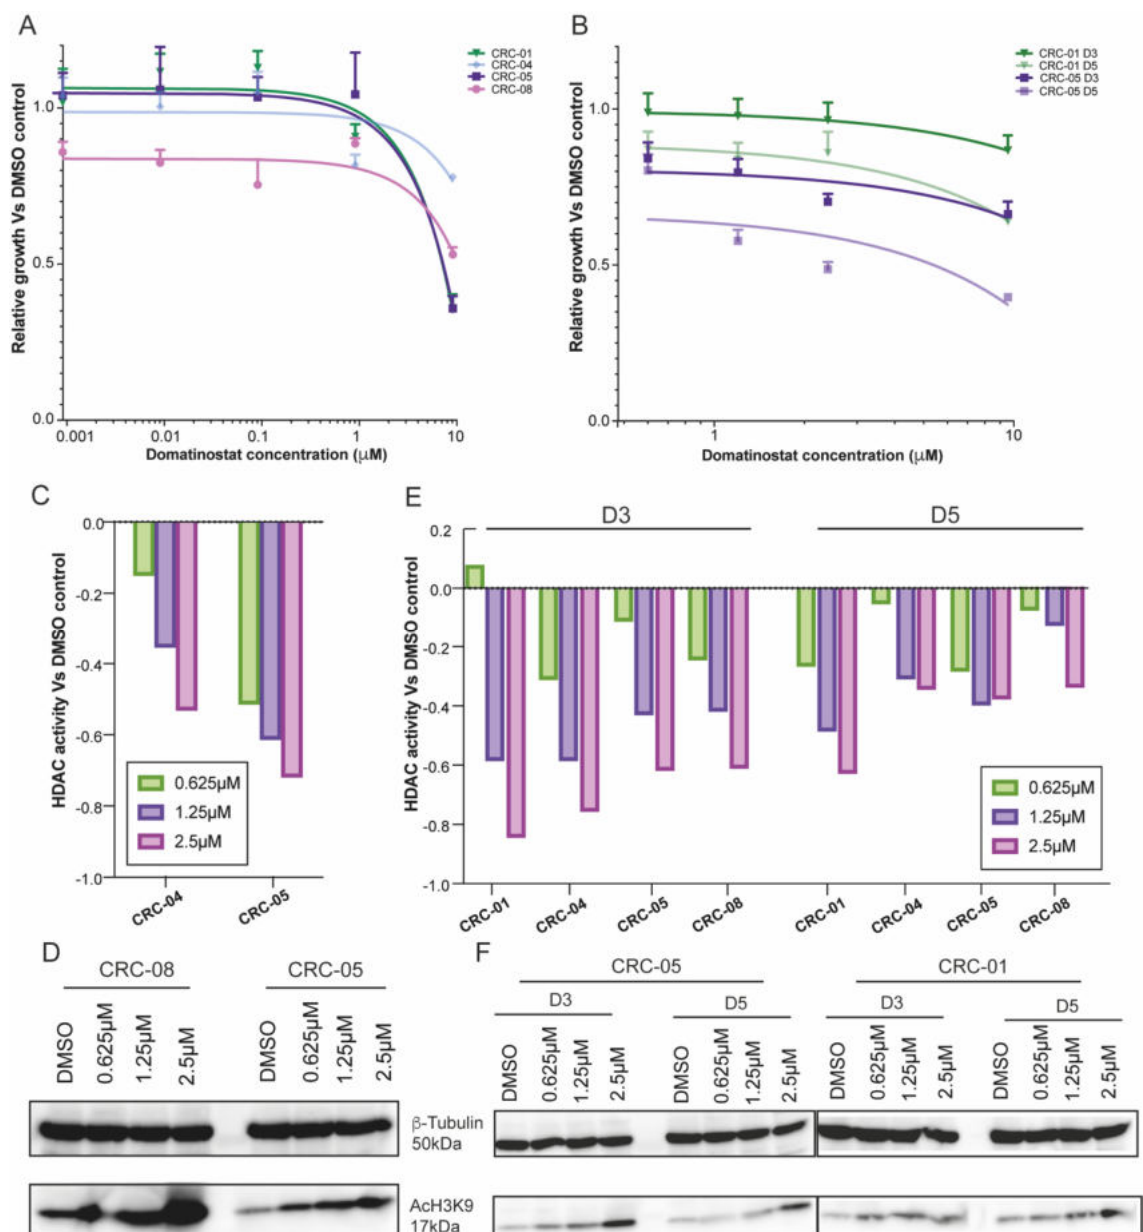 A
Relative growth Vs DMSO control
1.0
0.5
0.0
0.001
0.01
0.1
1
10
Domatinostat concentration (µM)
CRC-01
CRC-04
CRC-05
CRC-08
B
Relative growth Vs DMSO control
1.0
0.5
0.0
1
10
Domatinostat concentration (µM)
CRC-01 D3
CRC-01 D5
CRC-05 D3
CRC-05 D5
C
HDAC activity Vs DMSO control
0.0
-0.2
-0.4
-0.6
-0.8
-1.0
0.625µM
1.25µM
2.5µM
CRC-04
CRC-05
E
D3
D5
HDAC activity Vs DMSO control
0.2
0.0
-0.2
-0.4
-0.6
-0.8
-1.0
0.625µM
1.25µM
2.5µM
CRC-01
CRC-04
CRC-05
CRC-08
CRC-01
CRC-04
CRC-05
CRC-08
D
CRC-08
CRC-05
DMSO
0.625µM
1.25µM
2.5µM
DMSO
0.625µM
1.25µM
2.5µM
β-Tubulin
50kDa
AcH3K9
17kDa
F
CRC-05
CRC-01
D3
D5
D3
D5
DMSO
0.625µM
1.25µM
2.5µM
DMSO
0.625µM
1.25µM
2.5µM
DMSO
0.625µM
1.25µM
2.5µM
DMSO
0.625µM
1.25µM
2.5µM